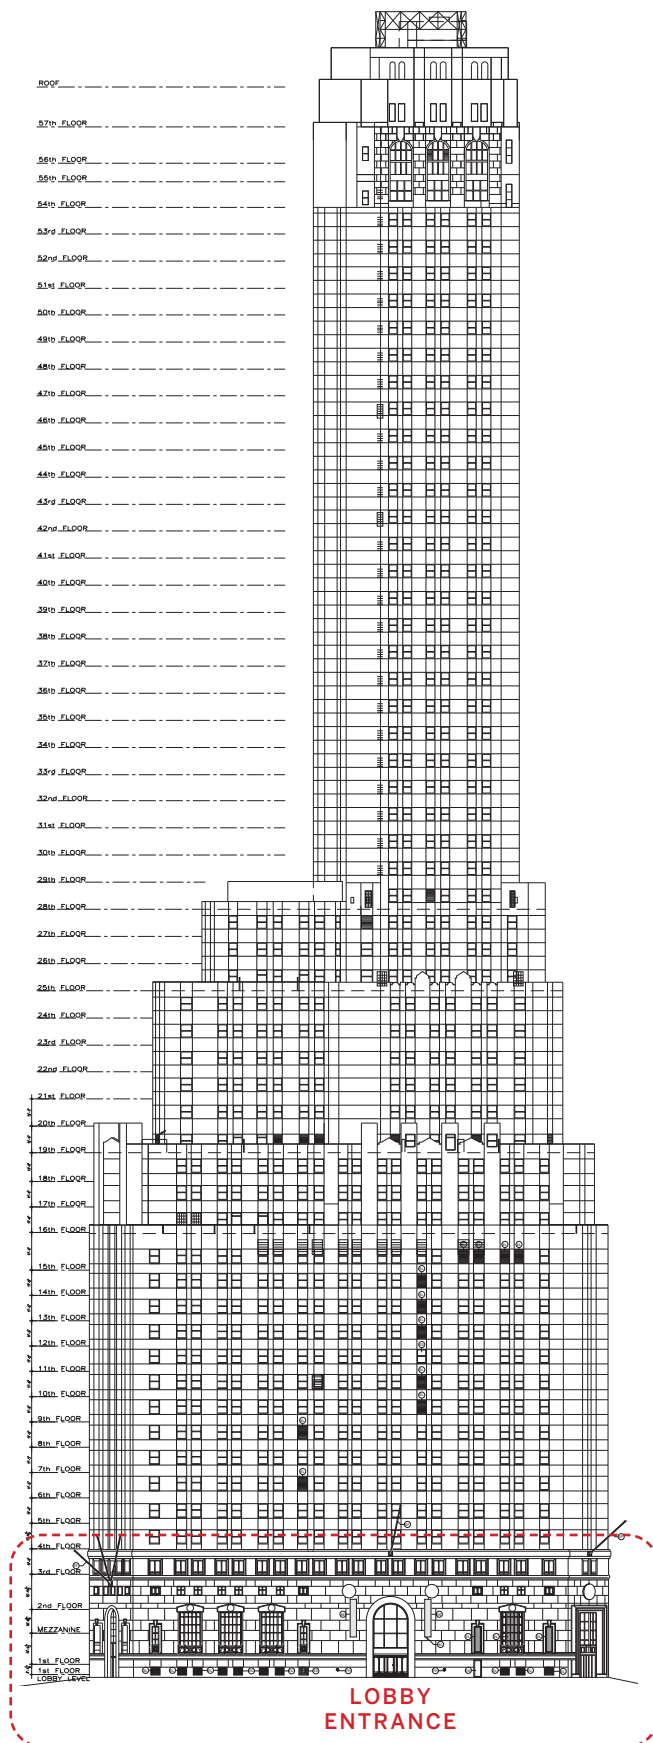 ROOF
57th FLOOR
56th FLOOR
55th FLOOR
54th FLOOR
53rd FLOOR
52nd FLOOR
51st FLOOR
50th FLOOR
49th FLOOR
48th FLOOR
47th FLOOR
46th FLOOR
45th FLOOR
44th FLOOR
43rd FLOOR
42nd FLOOR
41st FLOOR
40th FLOOR
39th FLOOR
38th FLOOR
37th FLOOR
36th FLOOR
35th FLOOR
34th FLOOR
33rd FLOOR
32nd FLOOR
31st FLOOR
30th FLOOR
29th FLOOR
28th FLOOR
27th FLOOR
26th FLOOR
25th FLOOR
24th FLOOR
23rd FLOOR
22nd FLOOR
21st FLOOR
20th FLOOR
19th FLOOR
18th FLOOR
17th FLOOR
16th FLOOR
15th FLOOR
14th FLOOR
13th FLOOR
12th FLOOR
11th FLOOR
10th FLOOR
9th FLOOR
8th FLOOR
7th FLOOR
6th FLOOR
5th FLOOR
4th FLOOR
3rd FLOOR
2nd FLOOR
MEZZANINE
1st FLOOR
1st FLOOR
LOBBY LEVEL
LOBBY
ENTRANCE